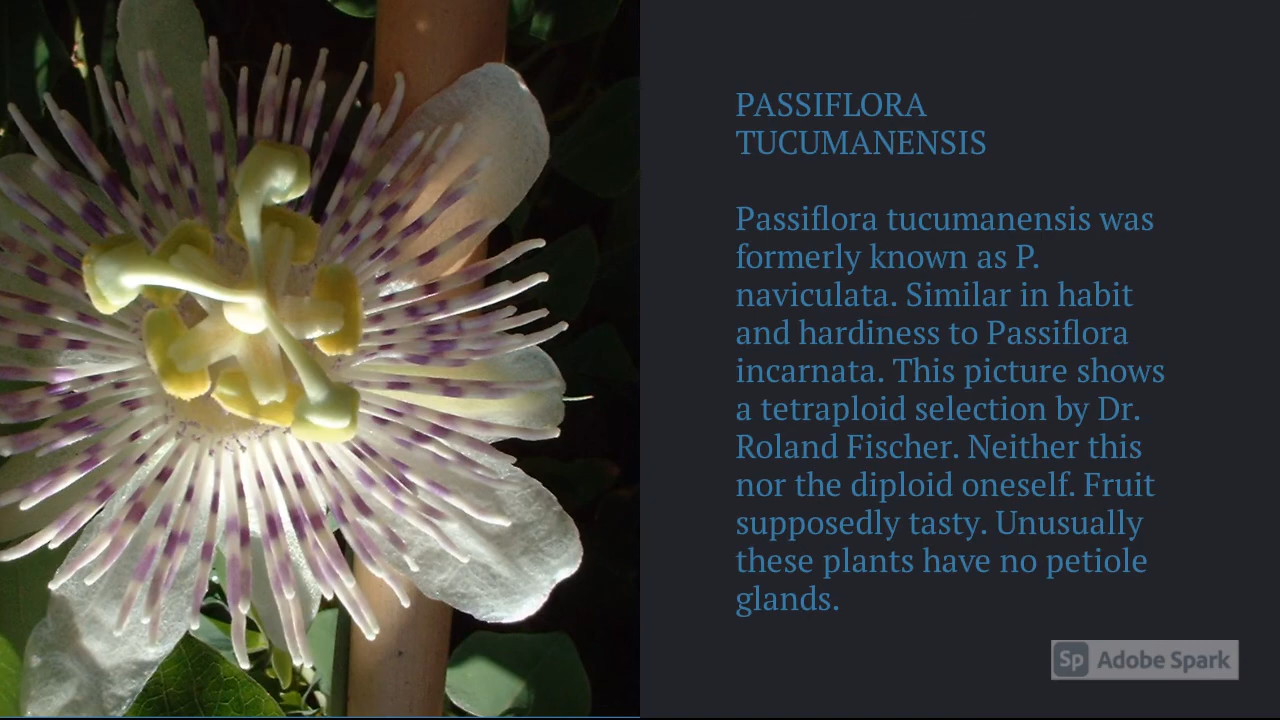 PASSIFLORA
TUCUMANENSIS
Passiflora tucumanensis was
formerly known as P.
naviculata. Similar in habit
and hardiness to Passiflora
incarnata. This picture shows
a tetraploid selection by Dr.
Roland Fischer. Neither this
nor the diploid oneself. Fruit
supposedly tasty. Unusually
these plants have no petiole
glands.
Sp Adobe Spark